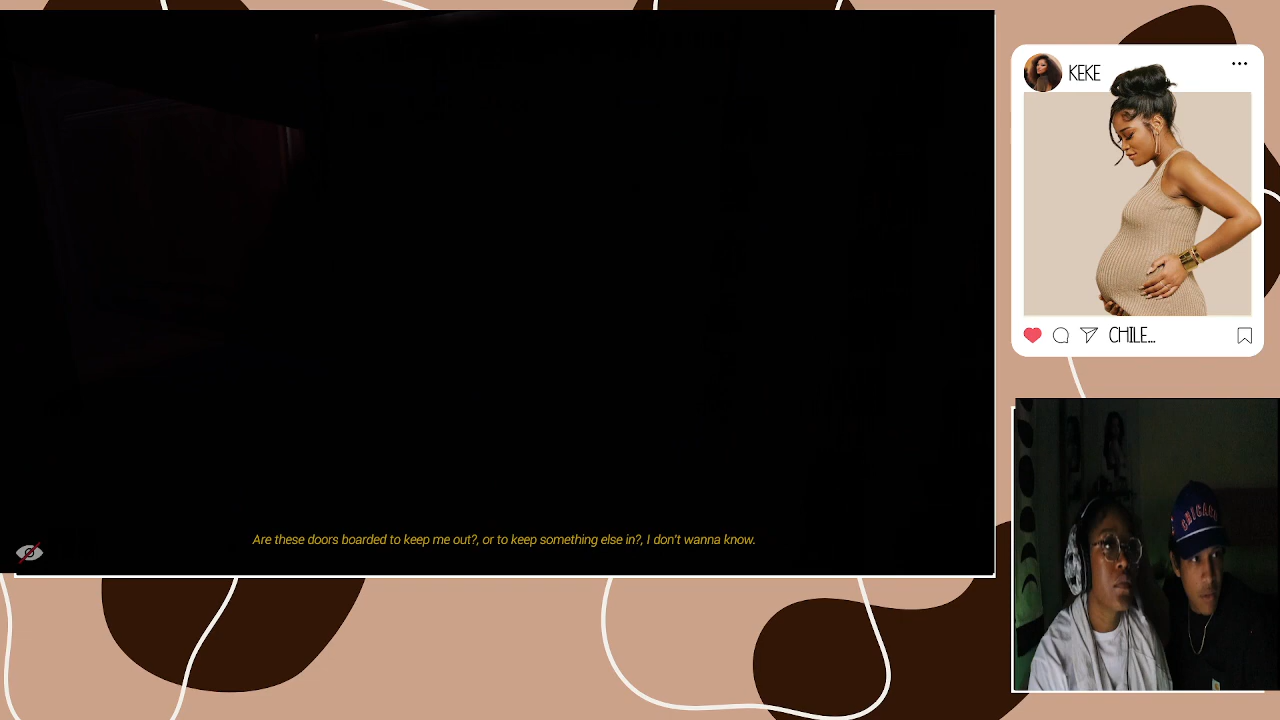 KEKE
CHILE...
Are these doors boarded to keep me out?, or to keep something else in?, I don't wanna know.
CHICAGO